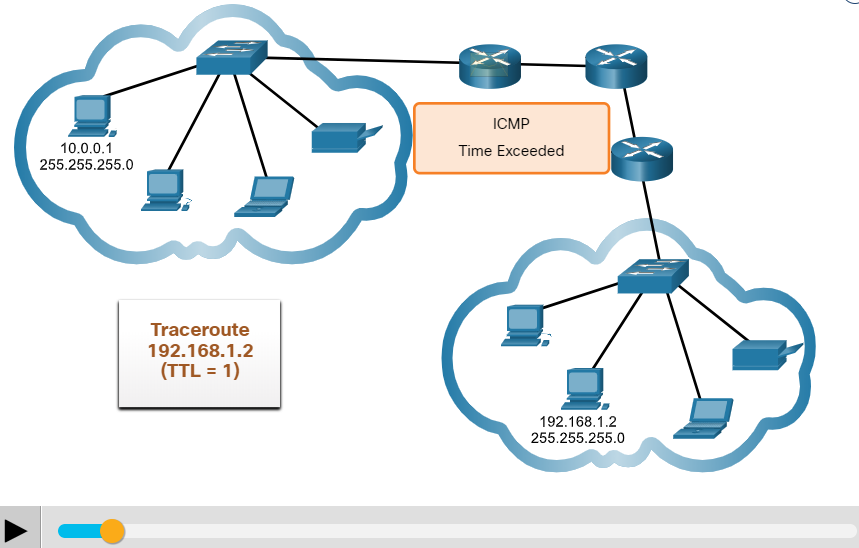 ICMP
Time Exceeded
10.0.0.1
255.255.255.0
Traceroute
192.168.1.2
(TTL = 1)
192.168.1.2
255.255.255.0